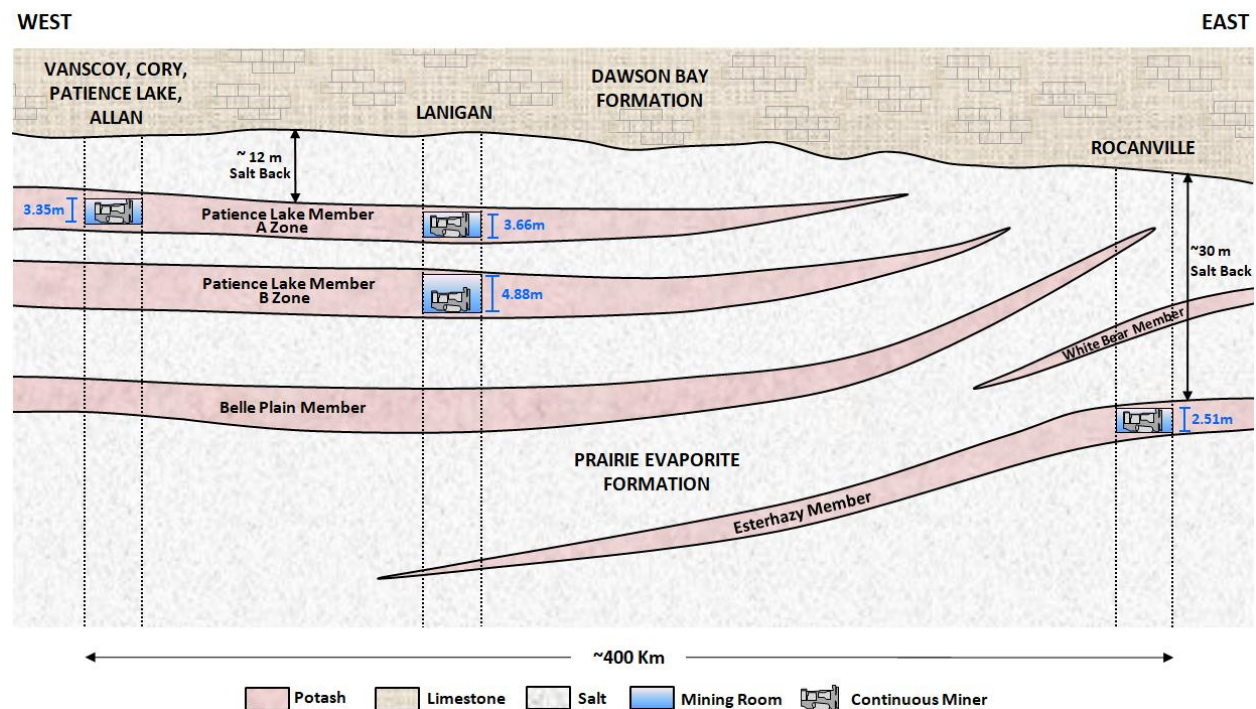 WEST
EAST
VANSCOY, CORY,
PATIENCE LAKE,
ALLAN
LANIGAN
DAWSON BAY
FORMATION
ROCANVILLE
~ 12 m
Salt Back
3.35m
Patience Lake Member
A Zone
3.66m
~30 m
Salt Back
Patience Lake Member
B Zone
4.88m
White Bear Member
Belle Plain Member
2.51m
PRAIRIE EVAPORITE
FORMATION
Esterhazy Member
~400 Km
Potash
Limestone
Salt
Mining Room
Continuous Miner